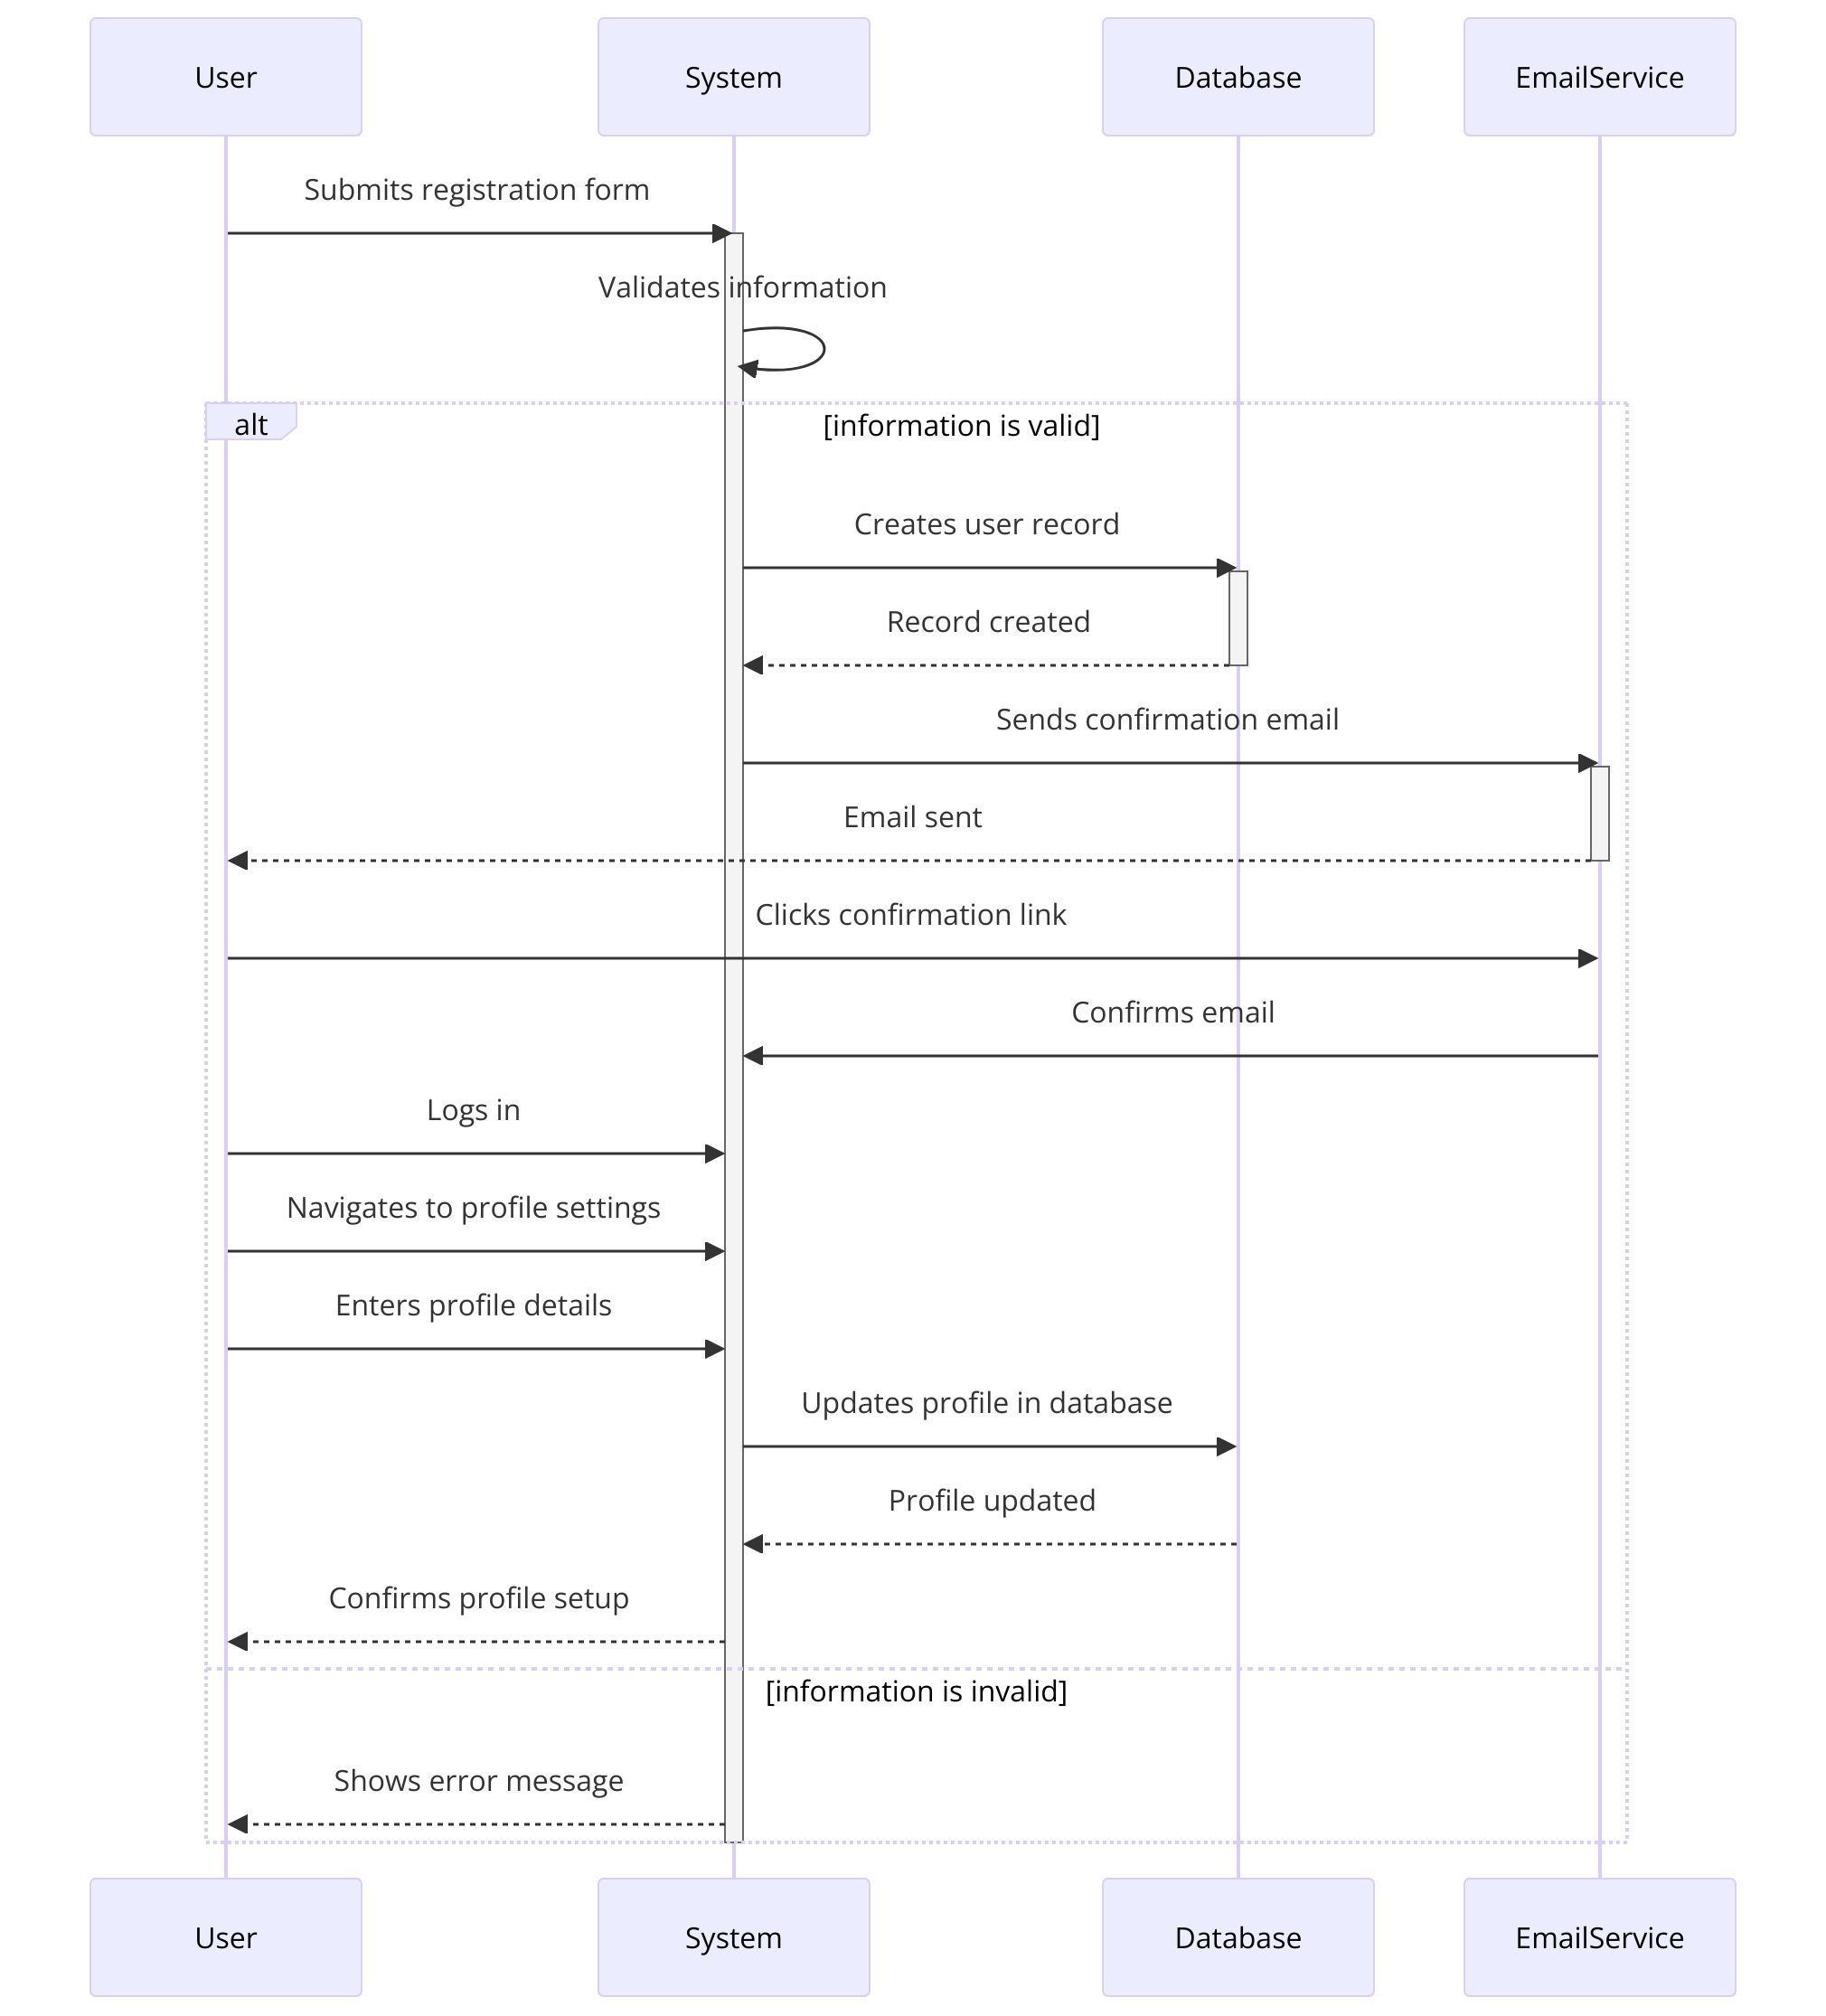 User
System
Database
EmailService
Submits registration form
Validates information
alt
[information is valid]
Creates user record
Record created
Sends confirmation email
Email sent
Clicks confirmation link
Confirms email
Logs in
Navigates to profile settings
Enters profile details
Updates profile in database
Profile updated
Confirms profile setup
[information is invalid]
Shows error message
User
System
Database
EmailService